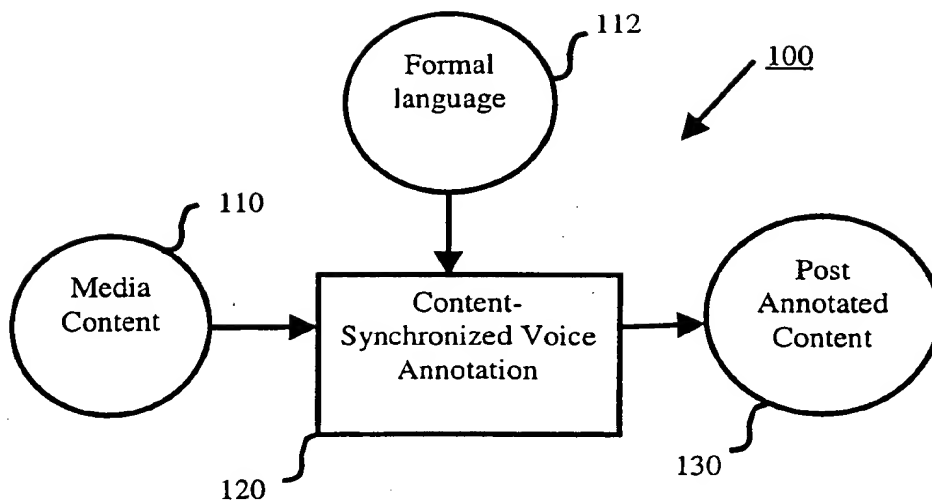 112
Formal
language
100
110
Media
Content
Content-
Synchronized Voice
Annotation
Post
Annotated
Content
120
130